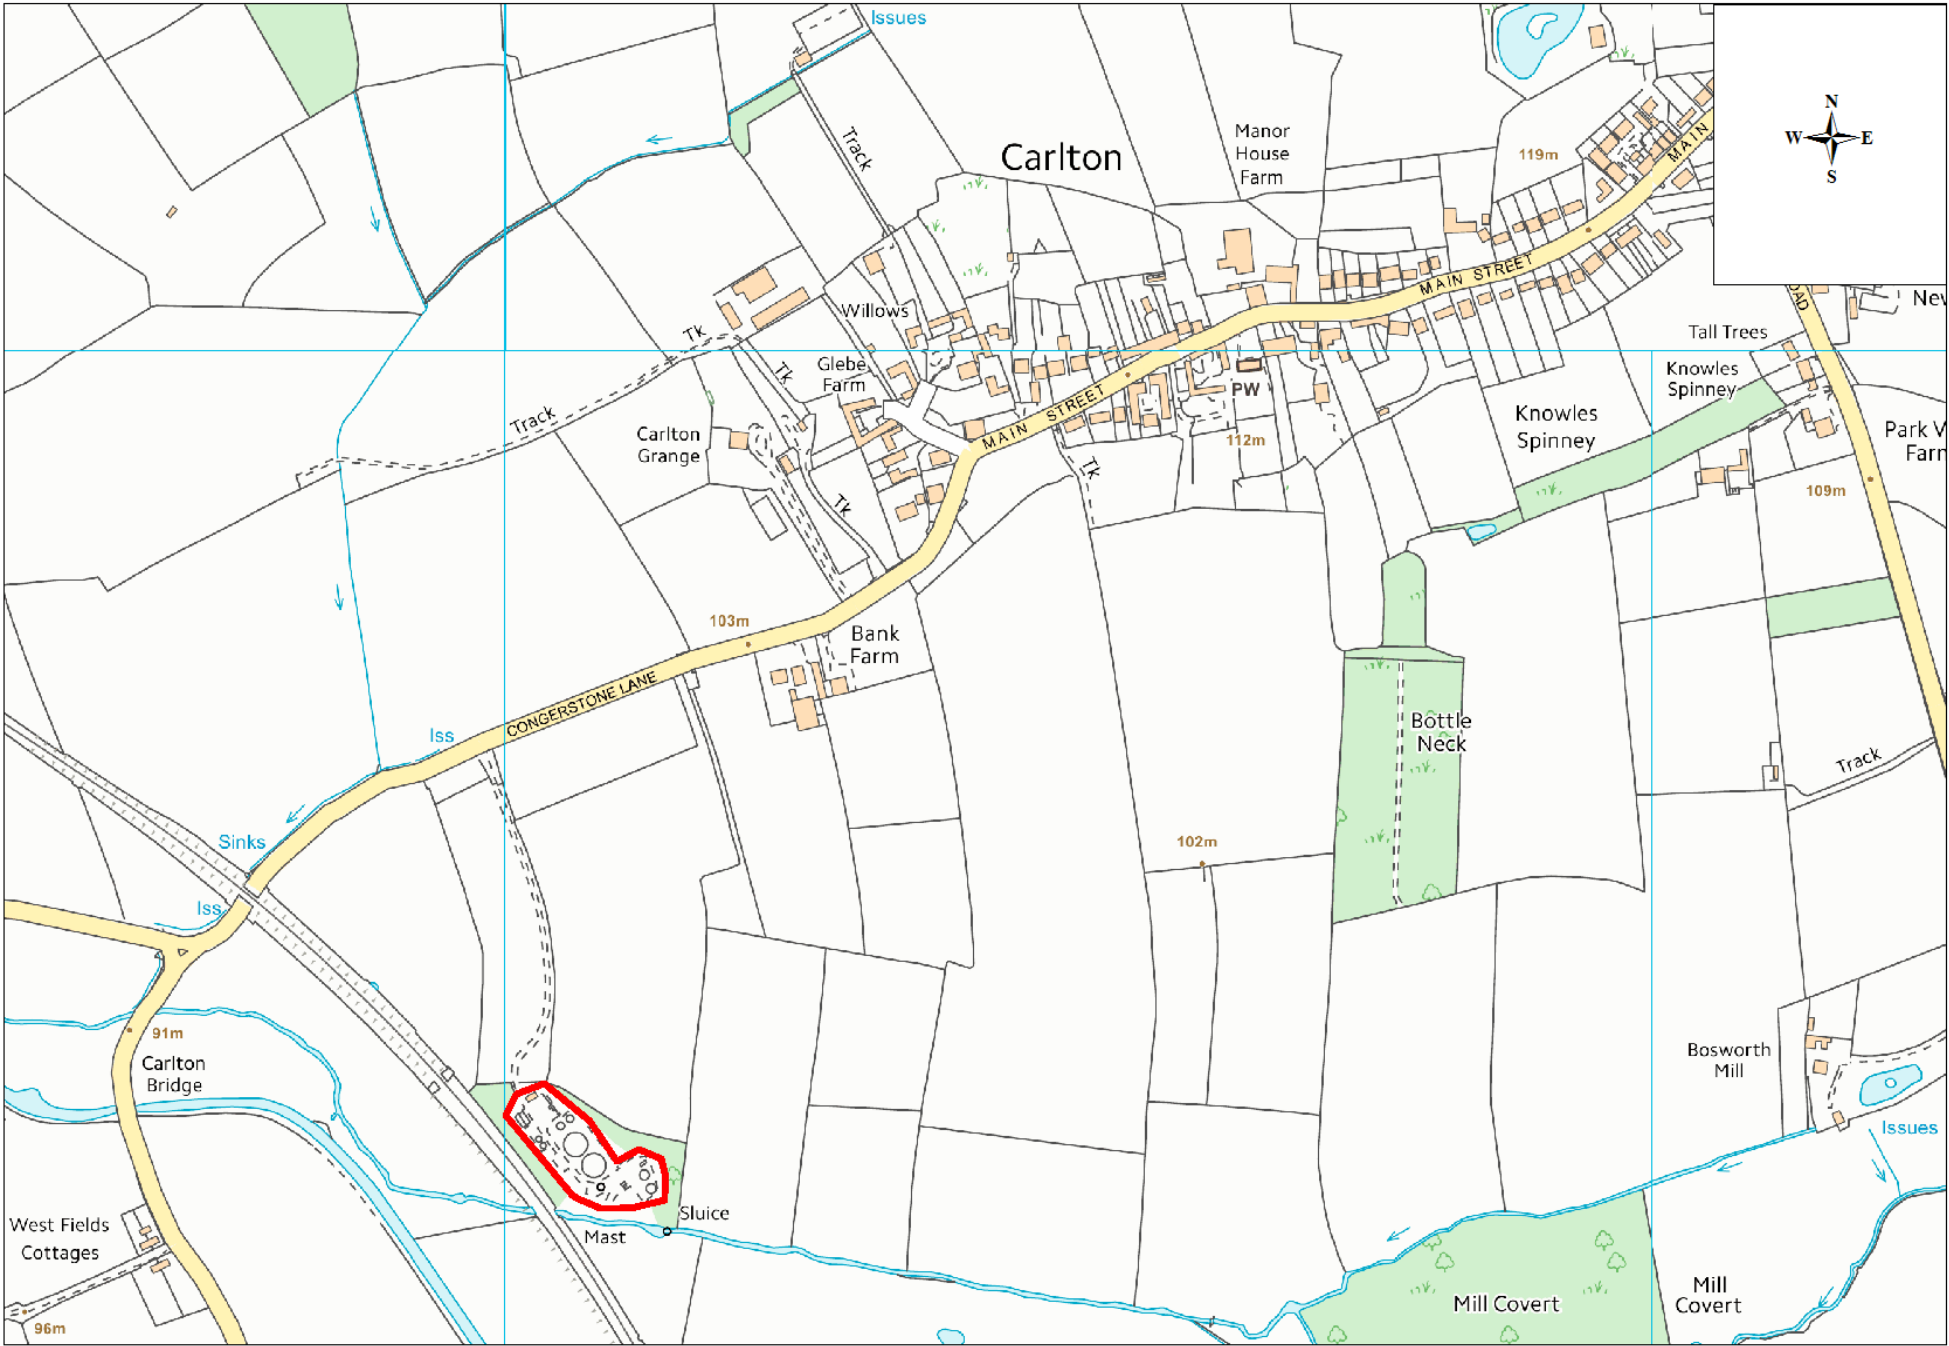 Issues
N
W E
S
Track
Carlton
Manor
House
Farm
119m
MAIN
MAIN STREET
Willows
Tk
Tk
Glebe
Farm
Tall Trees
Knowles
Spinney
PW
MAIN STREET
Track
Carlton
Grange
112m
Knowles
Spinney
Park V
Farn
109m
Tk
Tk
103m
Bank
Farm
CONGERSTONE LANE
Iss
Bottle
Neck
Track
Sinks
102m
Iss
91m
Carlton
Bridge
Bosworth
Mill
Issues
Sluice
Mast
West Fields
Cottages
Mill Covert
Mill
Covert
96m